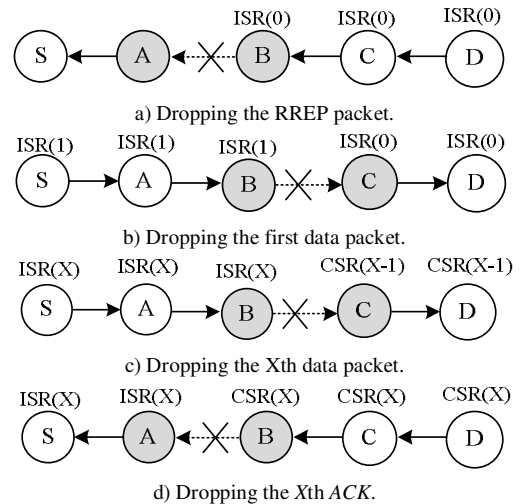 ISR(0) ISR(0) ISR(0)
S A B C D
a) Dropping the RREP packet.
ISR(1) ISR(1) ISR(1) ISR(0) ISR(0)
S A B C D
b) Dropping the first data packet.
ISR(X) ISR(X) ISR(X) CSR(X-1) CSR(X-1)
S A B C D
c) Dropping the Xth data packet.
ISR(X) ISR(X) CSR(X) CSR(X) CSR(X)
S A B C D
d) Dropping the Xth ACK.